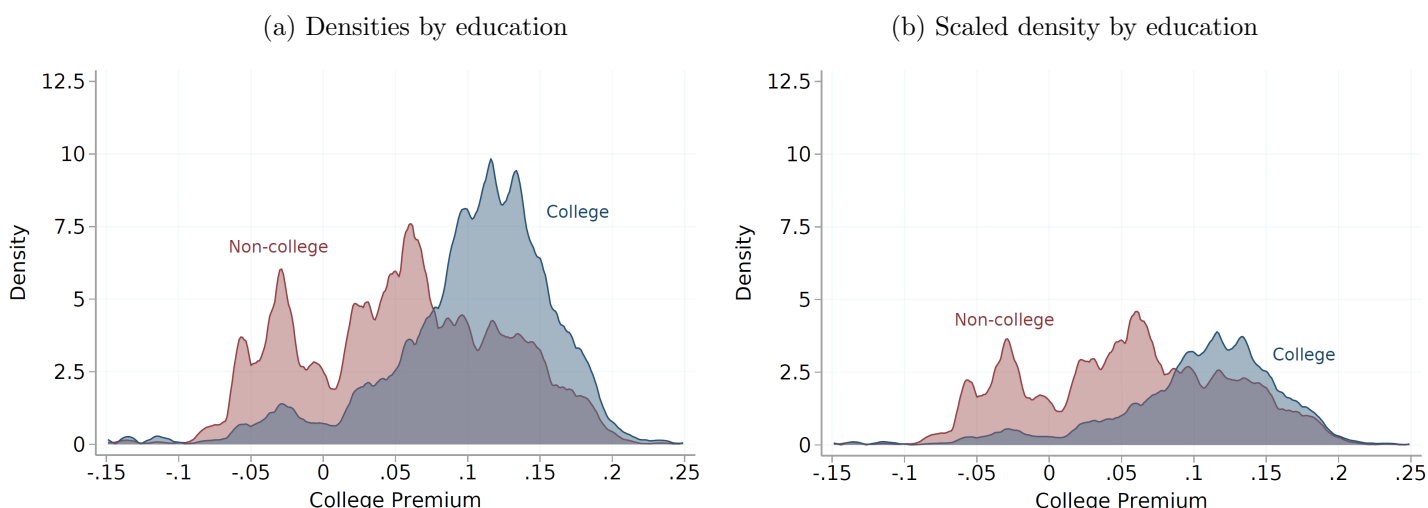 (a) Densities by education
12.5
10
7.5
5
2.5
0
Density
Non-college
College
-.15 -.1 -.05 0 .05 .1 .15 .2 .25
College Premium
(b) Scaled density by education
12.5
10
7.5
5
2.5
0
Density
Non-college
College
-.15 -.1 -.05 0 .05 .1 .15 .2 .25
College Premium